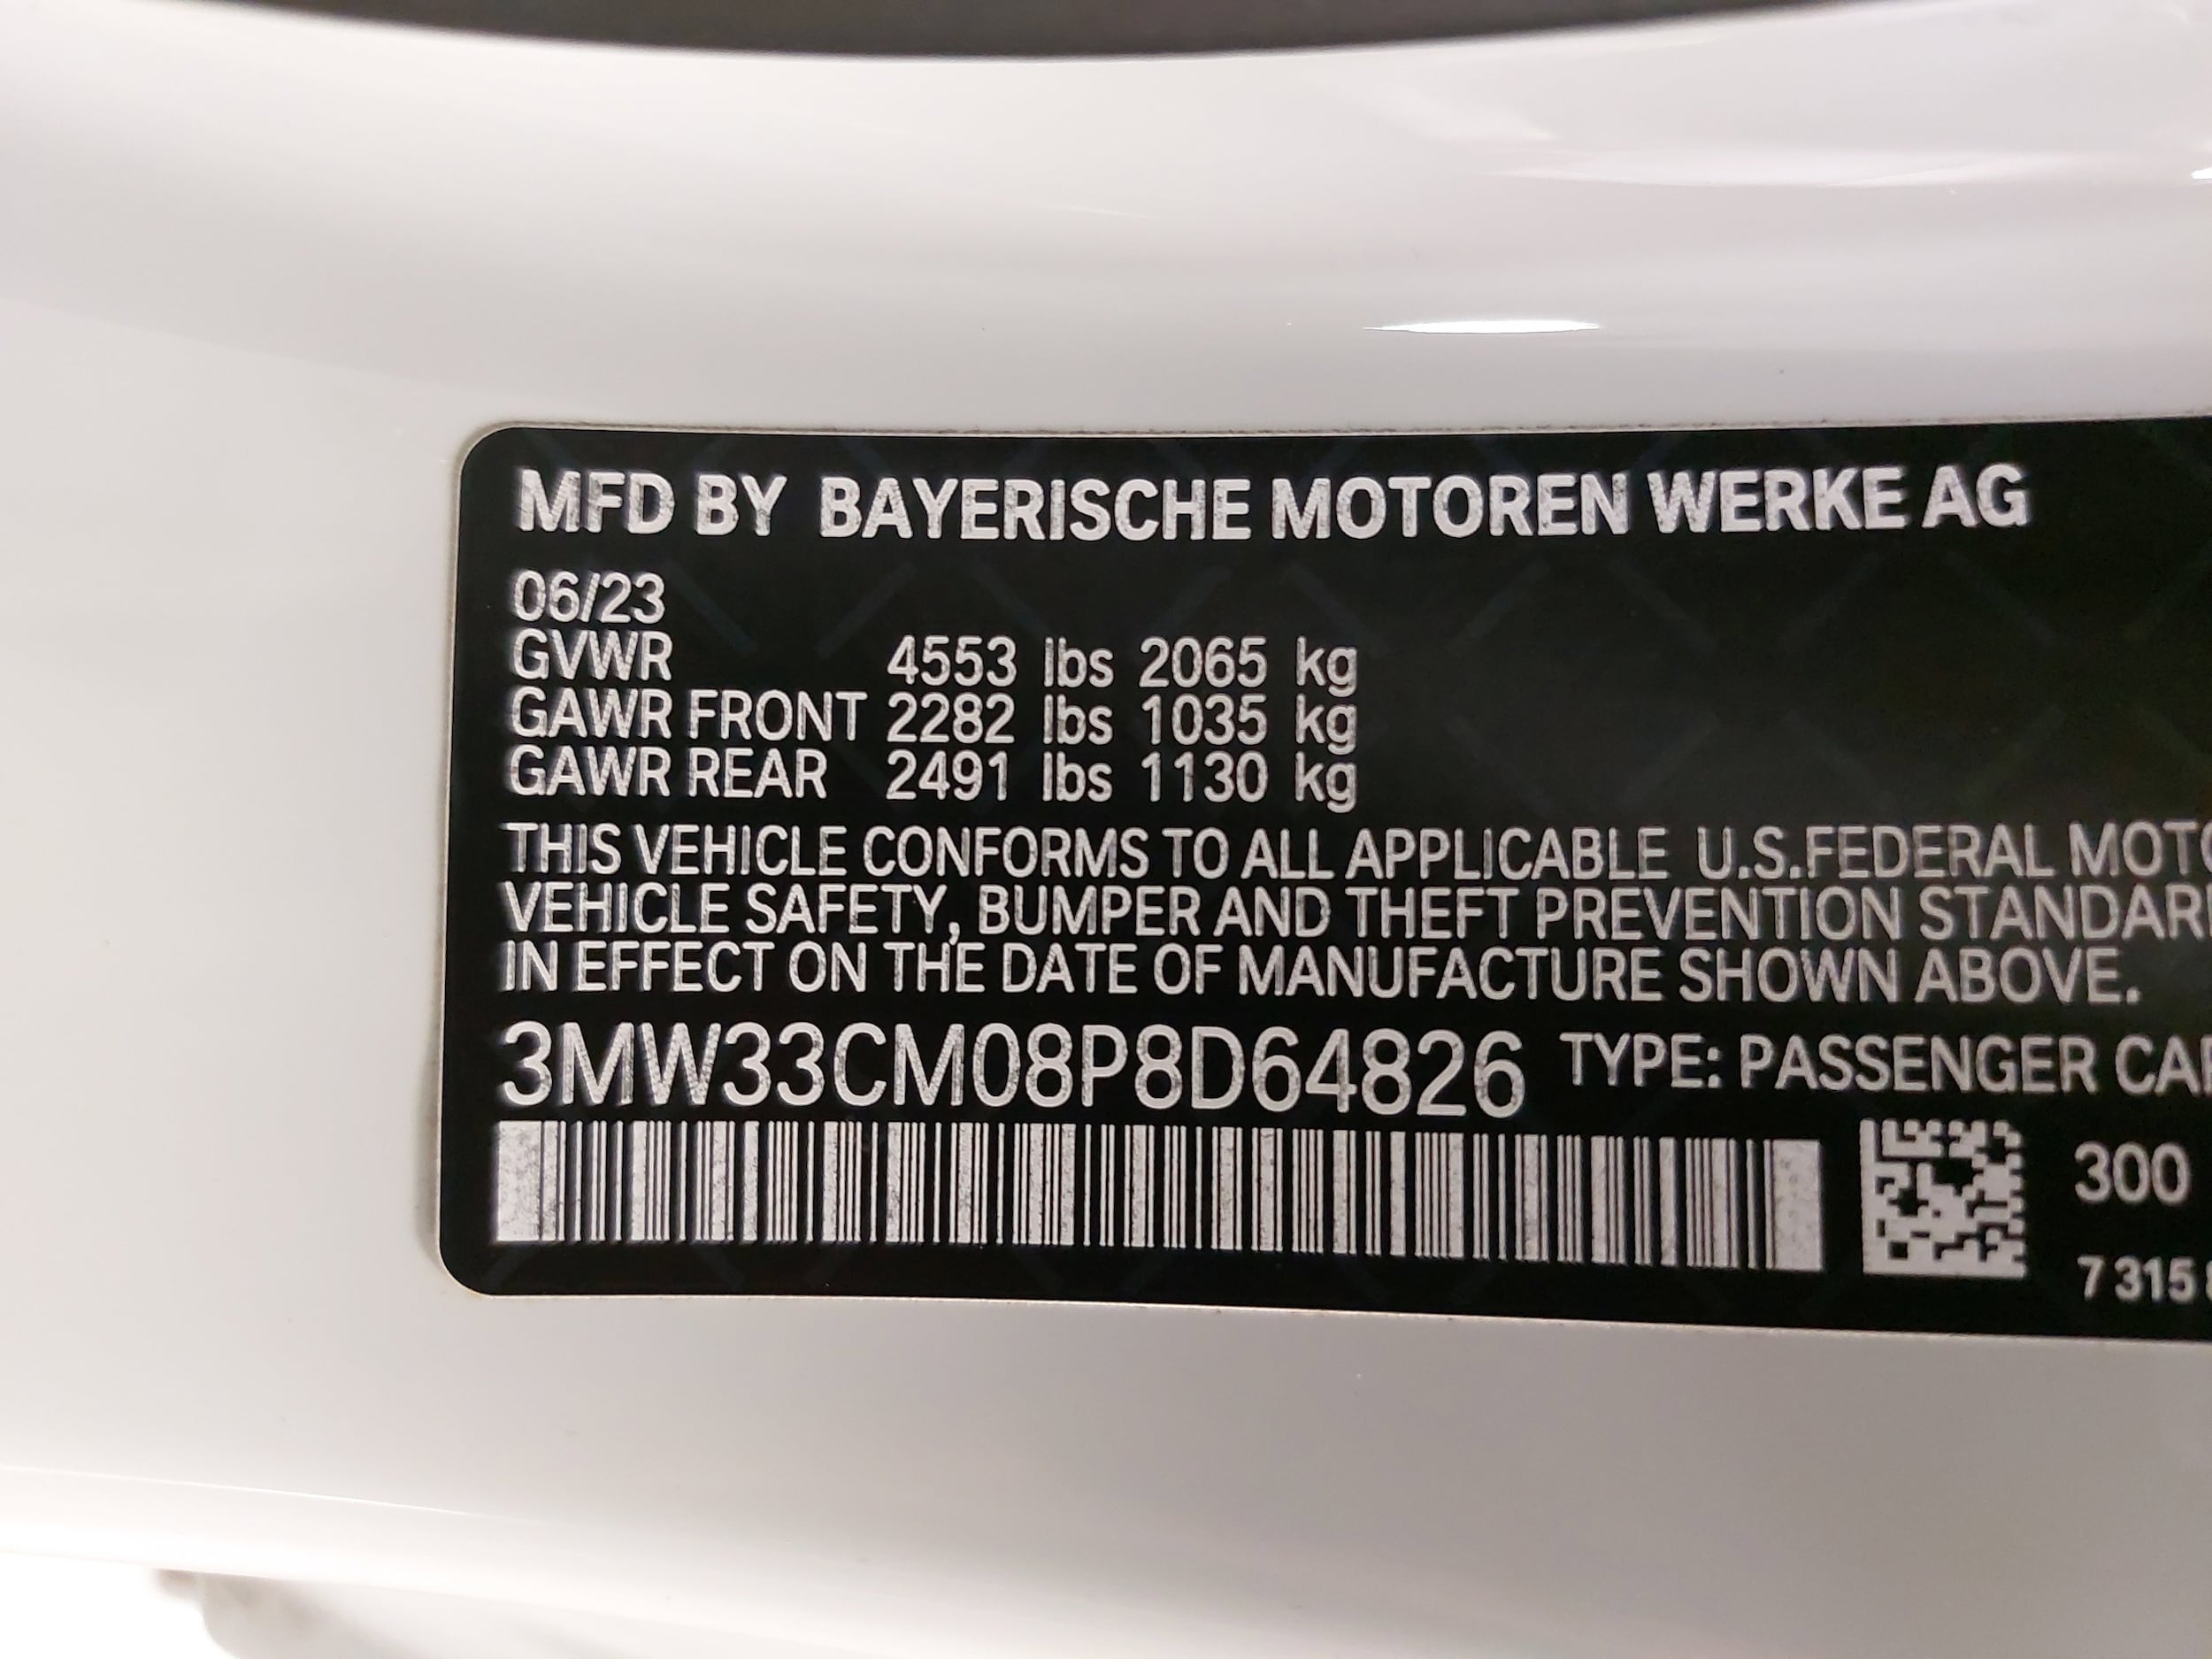 MFD BY BAYERISCHE MOTOREN WERKE AG
06/23
GVWR 4553 lbs 2065 kg
GAWR FRONT 2282 lbs 1035 kg
GAWR REAR 2491 lbs 1130 kg
THIS VEHICLE CONFORMS TO ALL APPLICABLE U.S.FEDERAL
VEHICLE SAFETY, BUMPER AND THEFT PREVENTION
IN EFFECT ON THE DATE OF MANUFACTURE SHOWN ABOVE.
3MW33CM08P8D64826 TYPE: PASSENGER
300
7 315